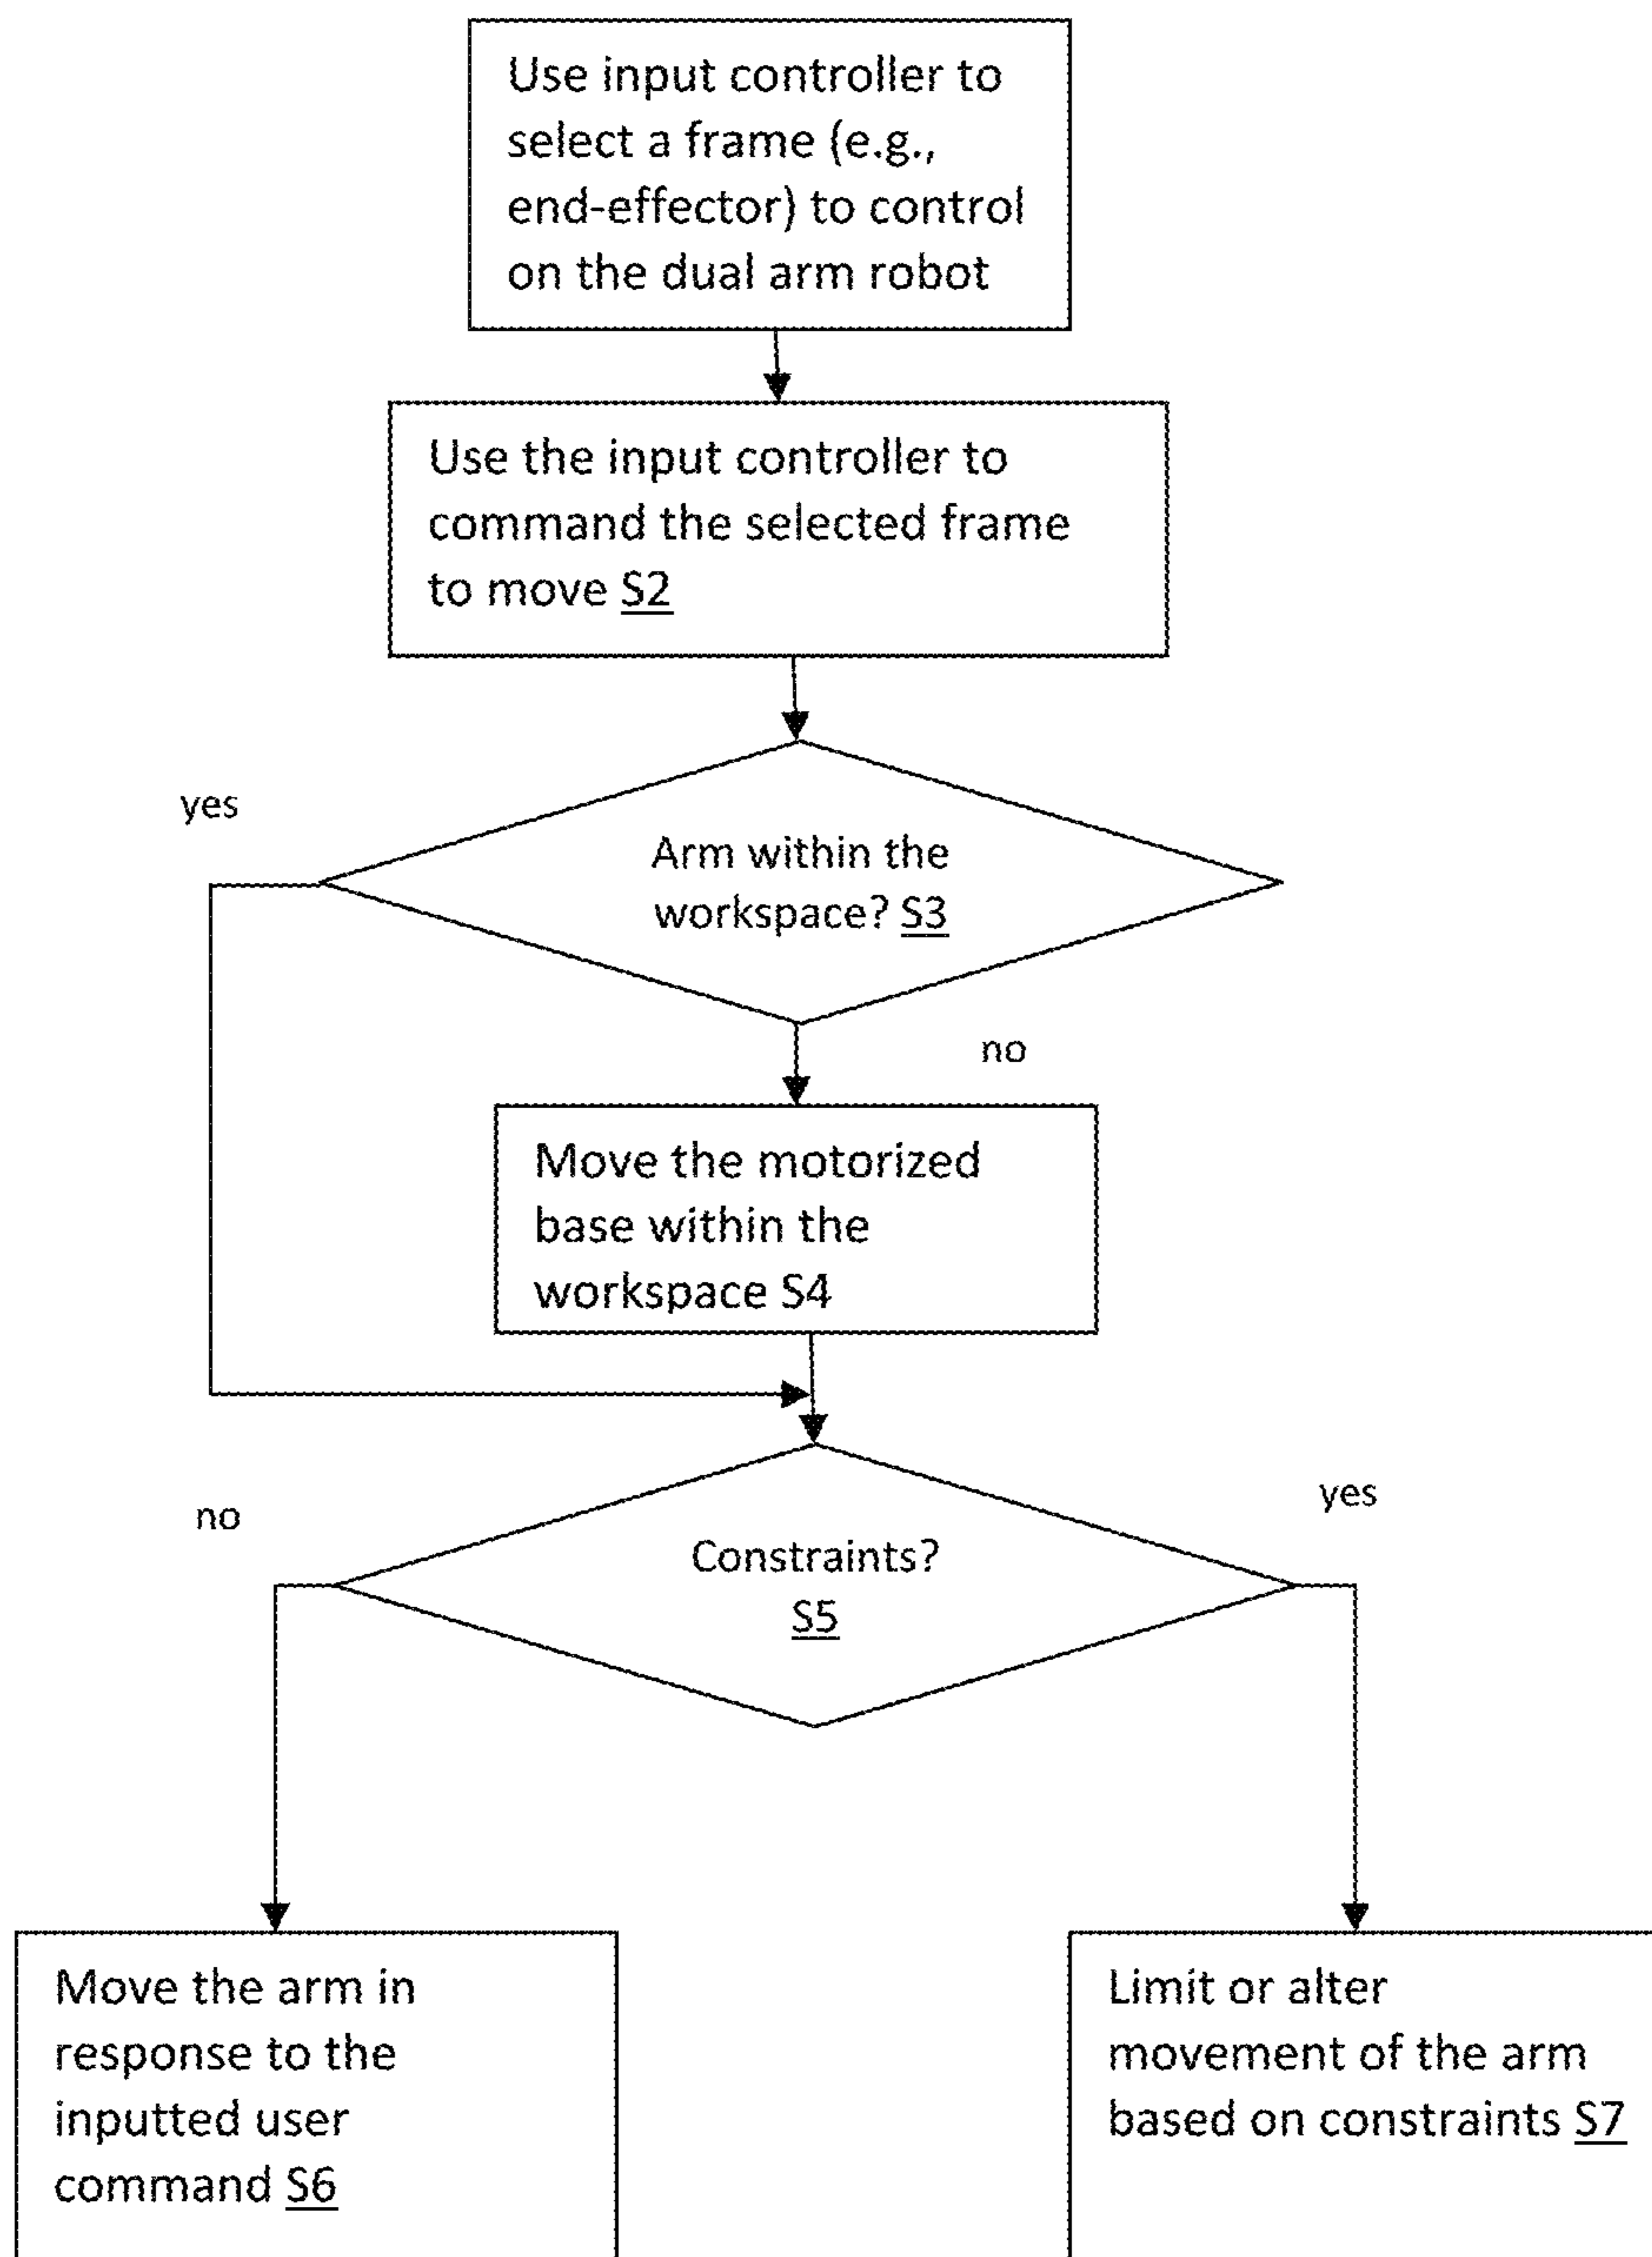 Use input controller to
select a frame (e.g.,
end-effector) to control
on the dual arm robot
Use the input controller to
command the selected frame
to move S2
yes
Arm within the
workspace? S3
no
Move the motorized
base within the
workspace S4
no
yes
Constraints?
S5
Move the arm in
response to the
inputted user
command S6
Limit or alter
movement of the arm
based on constraints S7